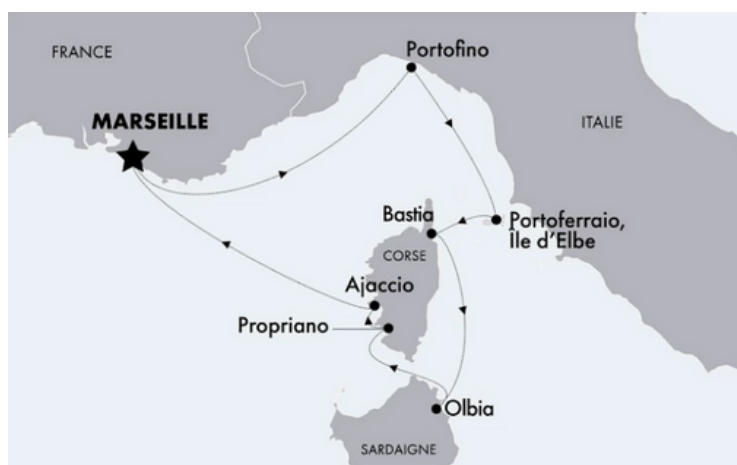 Portofino
FRANCE
MARSEILLE
ITALIE
Bastia
Portoferraio,
Île d'Elbe
CORSE
Ajaccio
Propriano
Olbia
SARDAIGNE